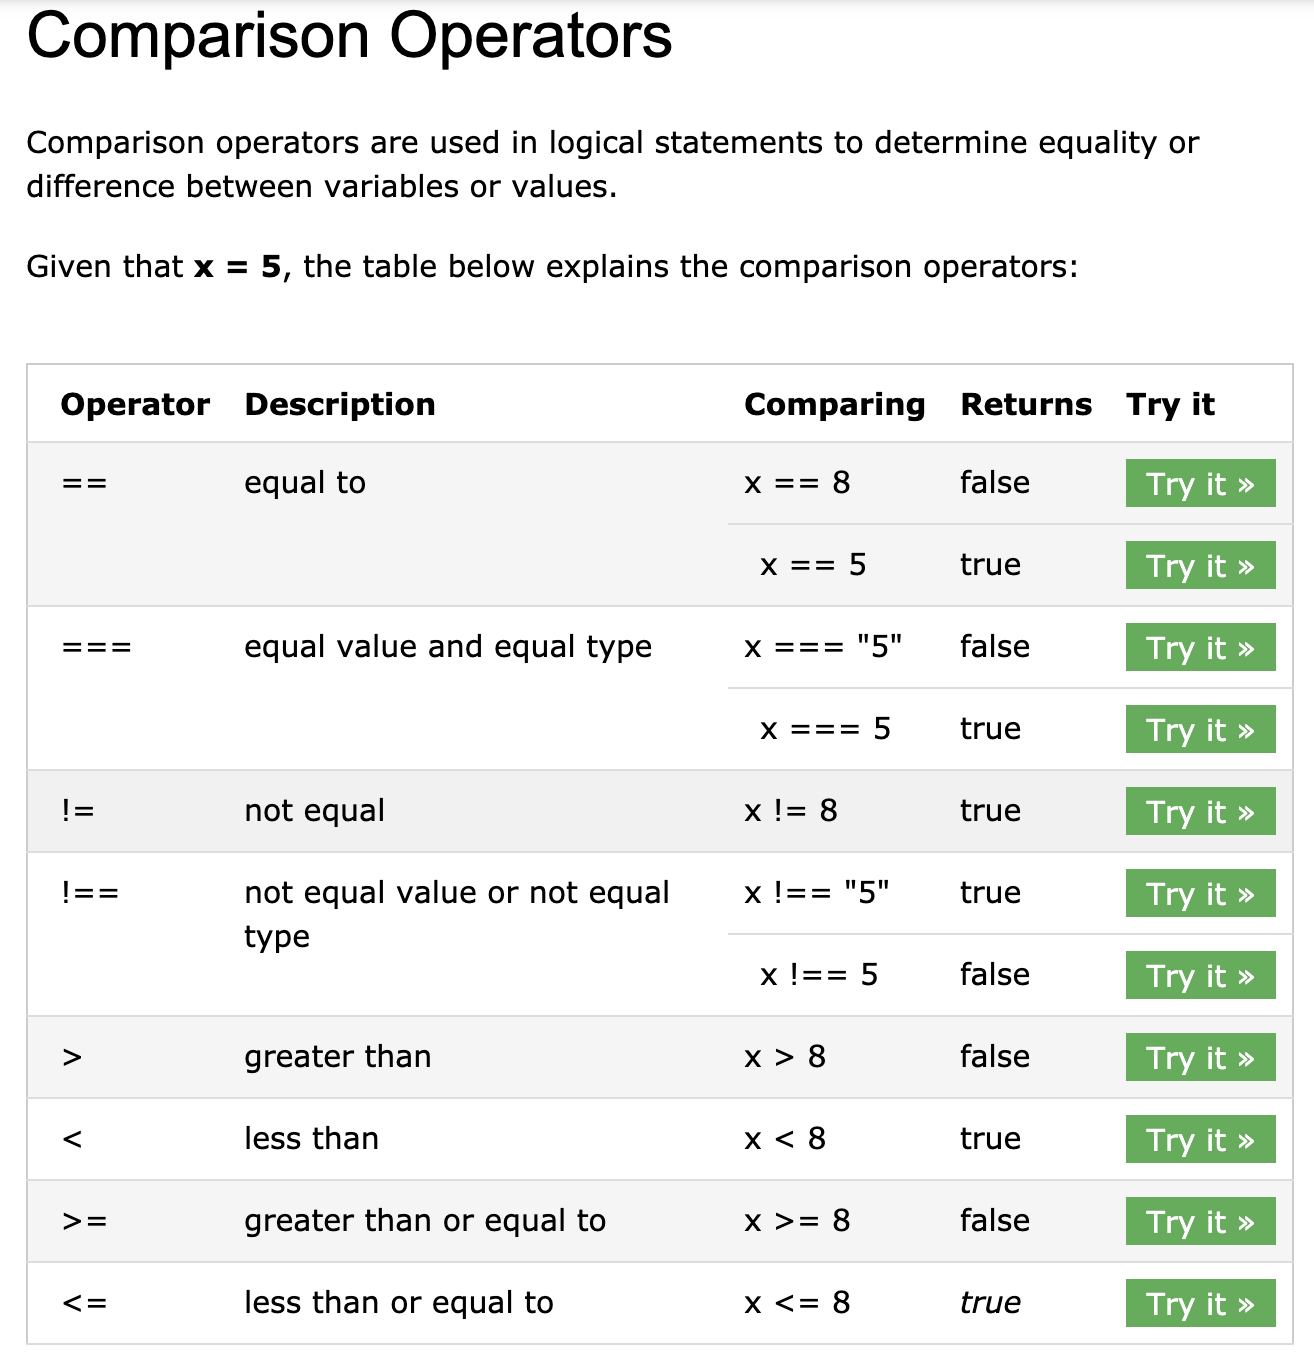 Comparison Operators
Comparison operators are used in logical statements to determine equality or
difference between variables or values.
Given that x = 5, the table below explains the comparison operators:
Operator Description Comparing Returns Try it
== equal to x == 8 false Try it »
x == 5 true Try it »
=== equal value and equal type x === "5" false Try it »
x === 5 true Try it »
!= not equal x != 8 true Try it »
!== not equal value or not equal x !== "5" true Try it »
type
x !== 5 false Try it »
> greater than x > 8 false Try it »
< less than x < 8 true Try it »
>= greater than or equal to x >= 8 false Try it »
<= less than or equal to x <= 8 true Try it »